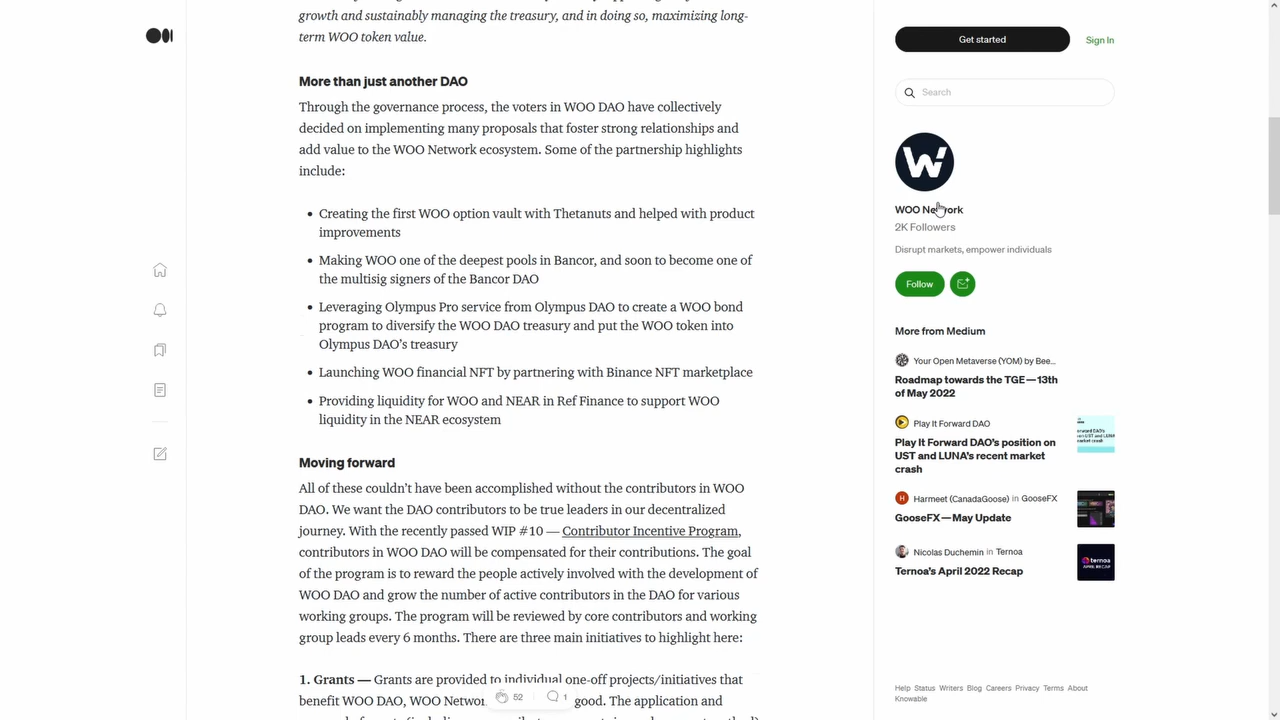 growth and sustainably managing the treasury, and in doing so, maximizing long-
term WOO token value.
More than just another DAO
Through the governance process, the voters in WOO DAO have collectively
decided on implementing many proposals that foster strong relationships and
add value to the WOO Network ecosystem. Some of the partnership highlights
include:
• Creating the first WOO option vault with Thetanuts and helped with product
improvements
• Making WOO one of the deepest pools in Bancor, and soon to become one of
the multisig signers of the Bancor DAO
• Leveraging Olympus Pro service from Olympus DAO to create a WOO bond
program to diversify the WOO DAO treasury and put the WOO token into
Olympus DAO's treasury
• Launching WOO financial NFT by partnering with Binance NFT marketplace
• Providing liquidity for WOO and NEAR in Ref Finance to support WOO
liquidity in the NEAR ecosystem
Moving forward
All of these couldn't have been accomplished without the contributors in WOO
DAO. We want the DAO contributors to be true leaders in our decentralized
journey. With the recently passed WIP #10 — Contributor Incentive Program,
contributors in WOO DAO will be compensated for their contributions. The goal
of the program is to reward the people actively involved with the development of
WOO DAO and grow the number of active contributors in the DAO for various
working groups. The program will be reviewed by core contributors and working
group leads every 6 months. There are three main initiatives to highlight here:
1. Grants — Grants are provided to individual one-off projects/initiatives that
benefit WOO DAO, WOO Networ good. The application and
52 1
Get started Sign In
Search
W
WOO Network
2K Followers
Disrupt markets, empower individuals
Follow
More from Medium
Your Open Metaverse (YOM) by Bee...
Roadmap towards the TGE — 13th
of May 2022
Play It Forward DAO
Play It Forward DAO's position on
UST and LUNA's recent market
crash
H Harmeet (CanadaGoose) in GooseFX
GooseFX — May Update
Nicolas Duchemin in Ternoa
Ternoa's April 2022 Recap
ternoa
APRIL RECAP
Help Status Writers Blog Careers Privacy Terms About
Knowable